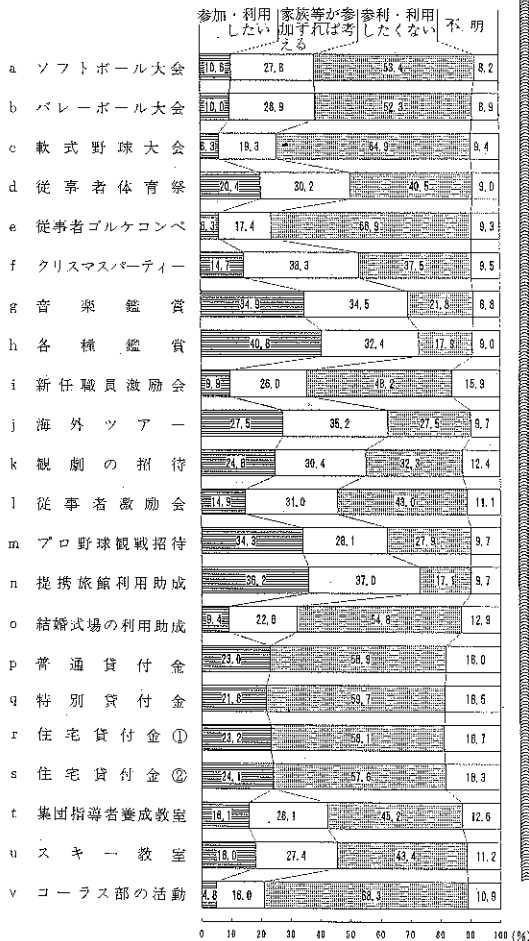 参加・利用したい 家族等が参加すれば考える 参利・利用したくない 不明
a ソフトボール大会 10.6 27.8 53.4 8.2
b バレーボール大会 10.0 28.9 52.3 8.9
c 軟式野球大会 6.3 19.3 64.9 9.4
d 従事者体育祭 20.4 30.2 40.5 9.0
e 従事者ゴルケコンペ 6.3 17.4 66.9 9.3
f クリスマスパーティー 14.7 38.3 37.5 9.5
g 音楽鑑賞 34.9 34.5 21.8 8.8
h 各種鑑賞 40.8 32.4 17.9 9.0
i 新任職員激励会 9.9 26.0 48.2 15.9
j 海外ツアー 27.5 35.2 27.5 9.7
k 観劇の招待 24.8 30.4 32.3 12.4
l 従事者激励会 14.9 31.0 43.0 11.1
m プロ野球観戦招待 34.3 28.1 27.9 9.7
n 提携旅館利用助成 36.2 37.0 17.1 9.7
o 結婚式場の利用助成 9.4 22.8 54.8 12.9
p 普通貸付金 23.0 58.9 18.0
q 特別貸付金 21.8 59.7 18.5
r 住宅貸付金① 23.2 58.1 18.7
s 住宅貸付金② 24.1 57.6 18.3
t 集団指導者養成教室 16.1 26.1 45.2 12.6
u スキー教室 18.0 27.4 43.4 11.2
v コーラス部の活動 4.8 16.0 68.3 10.9
0 10 20 30 40 50 60 70 80 90 100 (%)